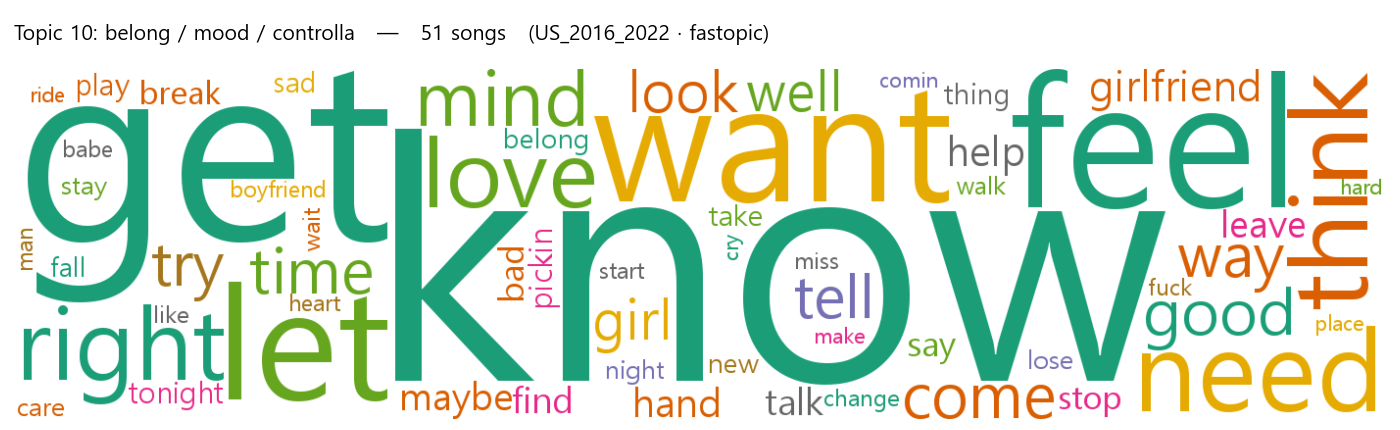 Topic 10: belong / mood / controlla — 51 songs (US_2016_2022 · fastopic)
ride play break sad mind look well comin thing girlfriend
get babe belong love want help feel think
stay boyfriend walk hard
man wait take cry leave
fall try time bad pickin start miss know tell way
like heart girl make fuck good place
right let say need
tonight night new lose
care maybe find hand talk change come stop